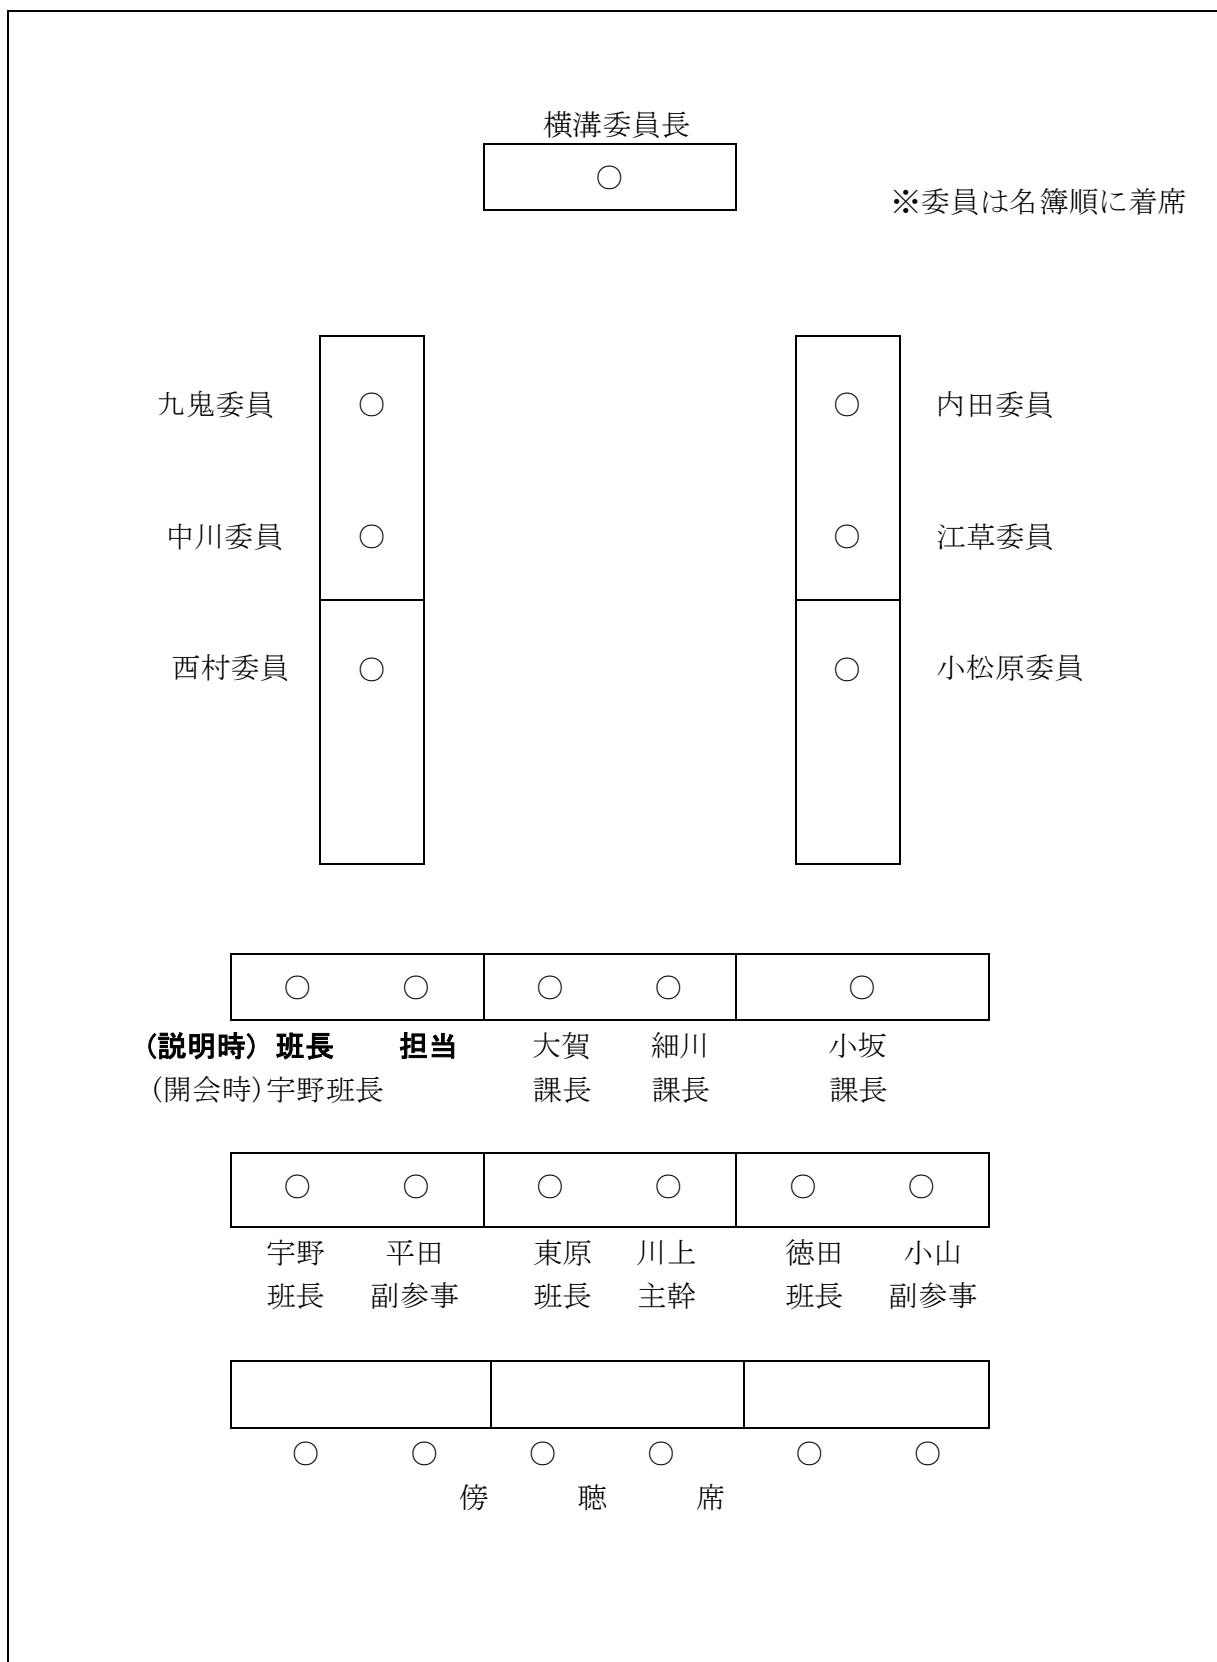 横溝委員長
○
※委員は名簿順に着席
九鬼委員 ○ ○ 内田委員
中川委員 ○ ○ 江草委員
西村委員 ○ ○ 小松原委員
○ ○ ○ ○ ○
(説明時) 班長 担当 大賀 細川 小坂
(開会時)宇野班長 課長 課長 課長
○ ○ ○ ○ ○ ○
宇野 平田 東原 川上 徳田 小山
班長 副参事 班長 主幹 班長 副参事
○ ○ ○ ○ ○ ○
傍 聴 席